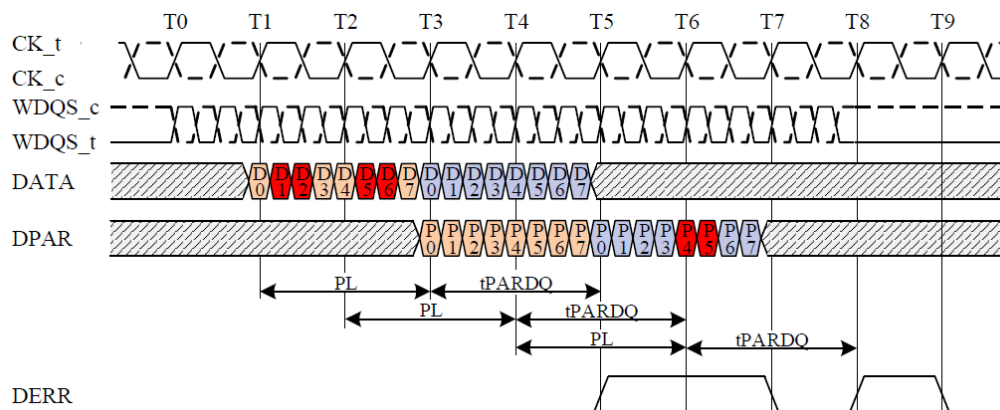 T0 T1 T2 T3 T4 T5 T6 T7 T8 T9
CK_t
CK_c
WDQS_c
WDQS_t
DATA D0 D1 D2 D3 D4 D5 D6 D7 D0 D1 D2 D3 D4 D5 D6 D7
DPAR P0 P1 P2 P3 P4 P5 P6 P7 P0 P1 P2 P3 P4 P5 P6 P7
PL tPARDQ
PL tPARDQ
PL tPARDQ
DERR